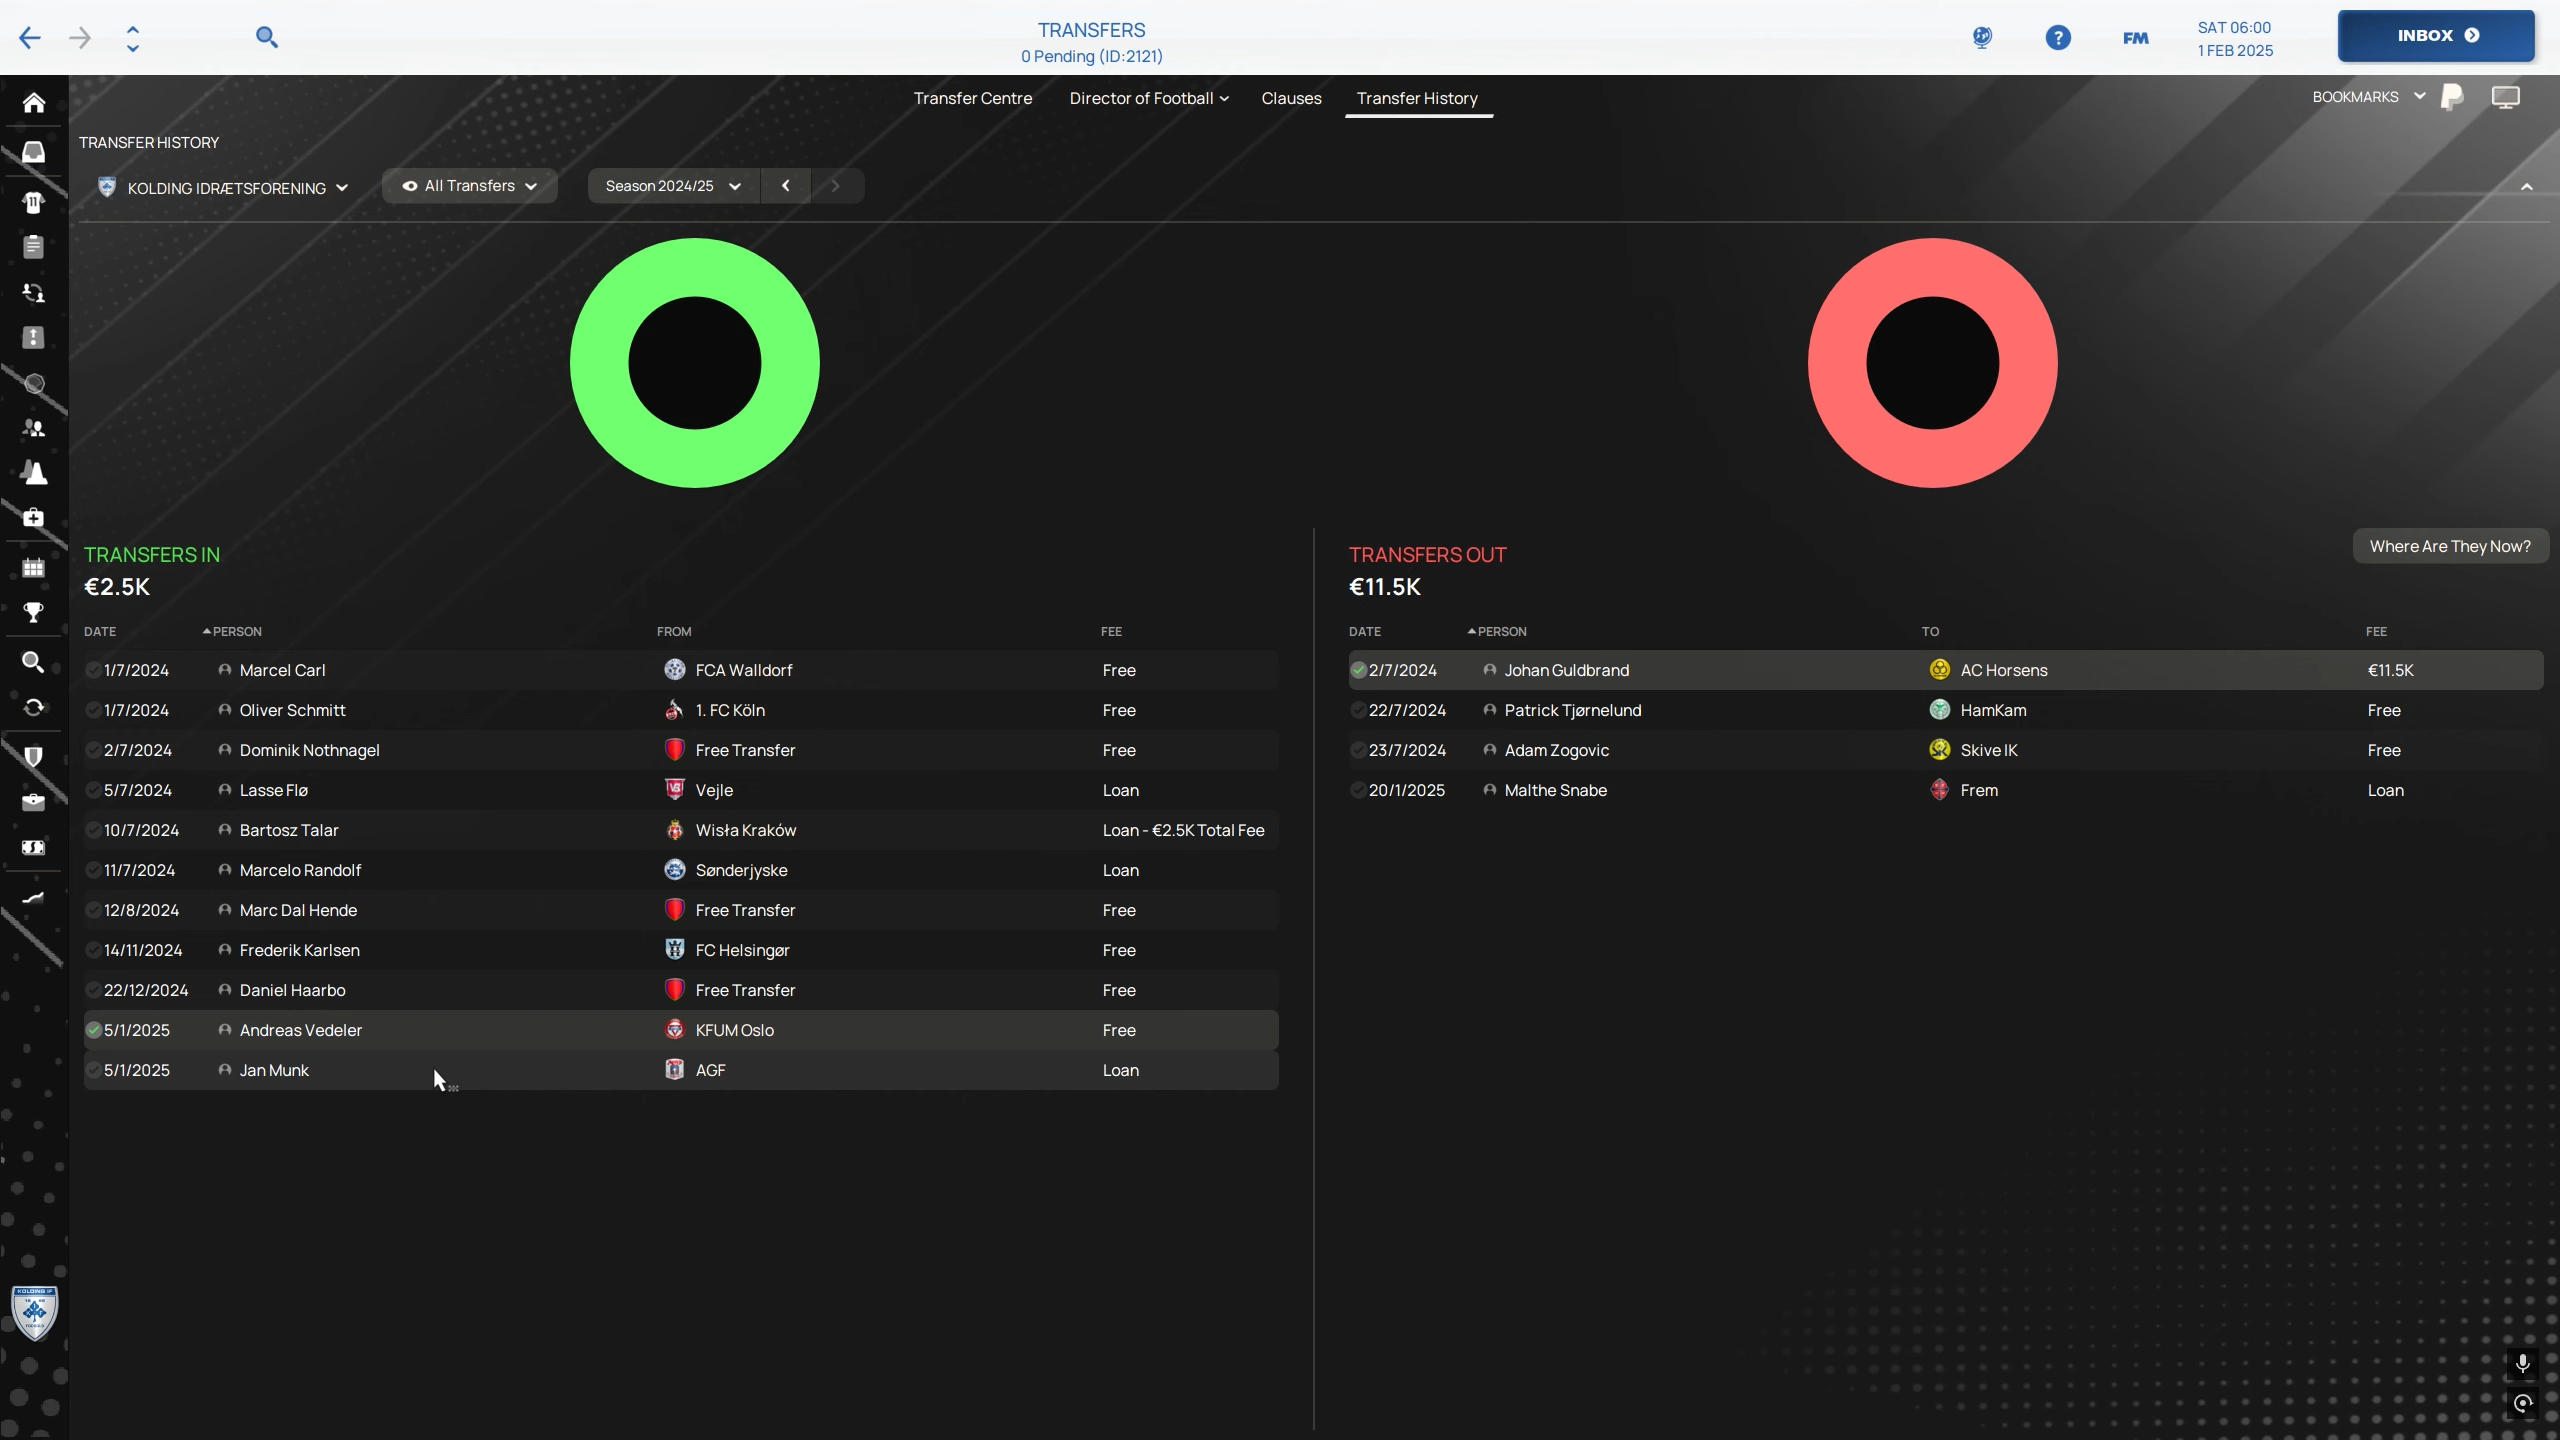 TRANSFERS
0 Pending (ID:2121)
FM
SAT 06:00
1 FEB 2025
INBOX
Transfer Centre Director of Football Clauses Transfer History
BOOKMARKS
TRANSFER HISTORY
KOLDING IDRÆTSFORENING All Transfers Season 2024/25
TRANSFERS IN
€2.5K
DATE PERSON FROM FEE
1/7/2024 Marcel Carl FCA Walldorf Free
1/7/2024 Oliver Schmitt 1. FC Köln Free
2/7/2024 Dominik Nothnagel Free Transfer Free
5/7/2024 Lasse Flø Vejle Loan
10/7/2024 Bartosz Talar Wisła Kraków Loan - €2.5K Total Fee
11/7/2024 Marcelo Randolf Sønderjyske Loan
12/8/2024 Marc Dal Hende Free Transfer Free
14/11/2024 Frederik Karlsen FC Helsingør Free
22/12/2024 Daniel Haarbo Free Transfer Free
5/1/2025 Andreas Vedeler KFUM Oslo Free
5/1/2025 Jan Munk AGF Loan
TRANSFERS OUT
€11.5K
Where Are They Now?
DATE PERSON TO FEE
2/7/2024 Johan Guldbrand AC Horsens €11.5K
22/7/2024 Patrick Tjørnelund HamKam Free
23/7/2024 Adam Zogovic Skive IK Free
20/1/2025 Malthe Snabe Frem Loan
KOLDING IF